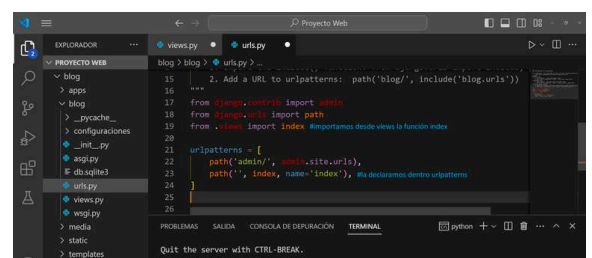 Proyecto Web
EXPLORADOR ...
PROYECTO WEB
blog
apps
blog
__pycache__
configuraciones
__init__.py
asgi.py
db.sqlite3
urls.py
views.py
wsgi.py
media
static
templates
views.py
urls.py
blog > blog > urls.py > ...
15 2. Add a URL to urlpatterns: path('blog/', include('blog.urls'))
16 """
17 from django.contrib import admin
18 from django.urls import path
19 from .views import index #importamos desde views la función index
20
21 urlpatterns = [
22 path('admin/', admin.site.urls),
23 path('', index, name='index'), #la declaramos dentro urlpatterns
24 ]
25
26
PROBLEMAS SALIDA CONSOLA DE DEPURACIÓN TERMINAL python
Quit the server with CTRL-BREAK.